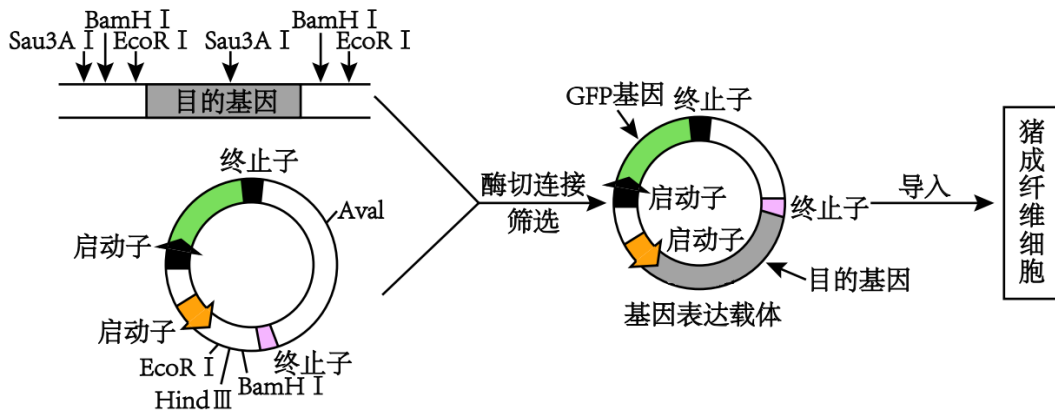 BamH Ⅰ
BamH Ⅰ
Sau3A Ⅰ
EcoR Ⅰ
Sau3A Ⅰ
EcoR Ⅰ
目的基因
终止子
AvaI
启动子
启动子
EcoR Ⅰ
HindⅢ
BamH Ⅰ
终止子
酶切连接
筛选
GFP基因
终止子
启动子
启动子
终止子
目的基因
基因表达载体
导入
猪成纤维细胞